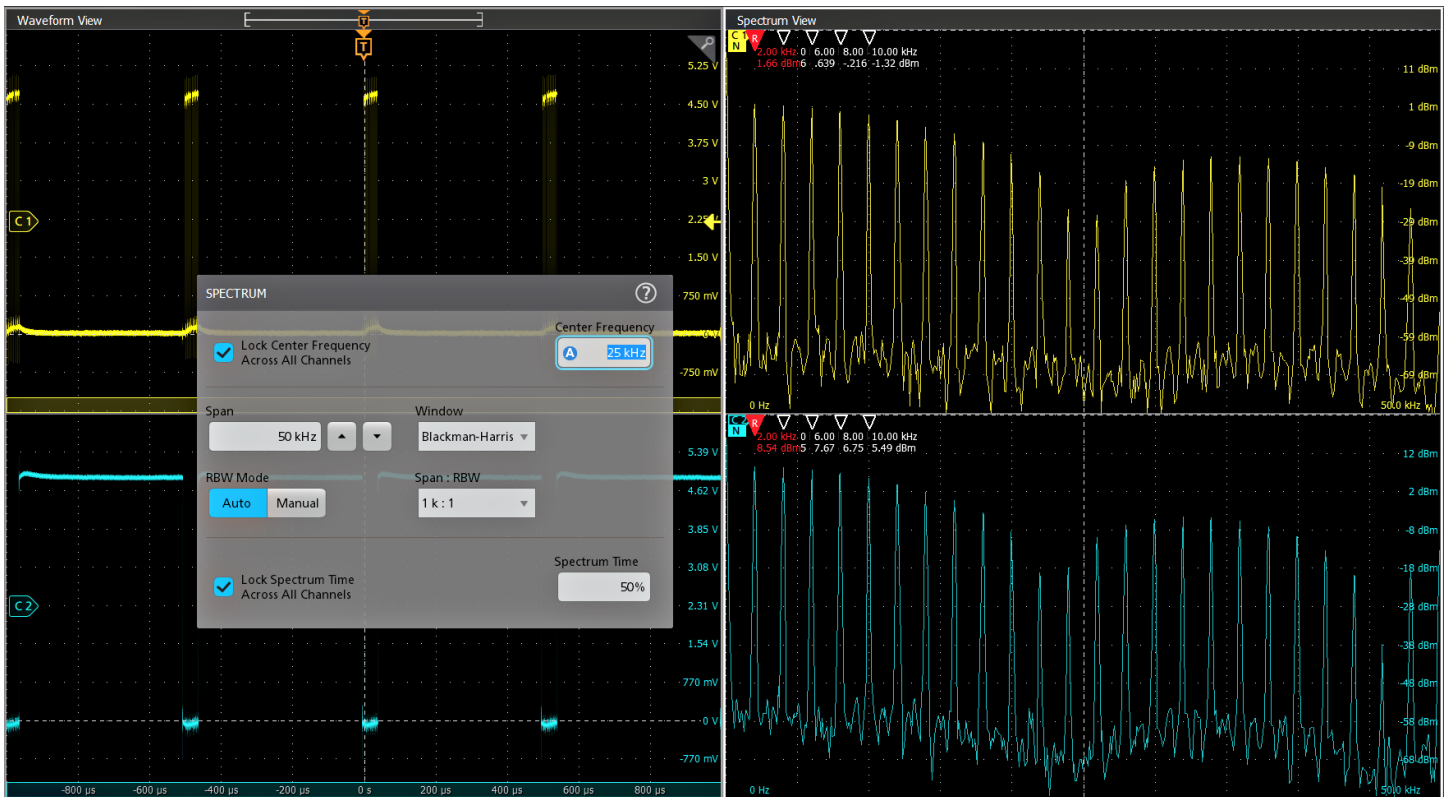 Waveform View
T
T
5.25 V
4.50 V
3.75 V
3 V
C 1
1.50 V
750 mV
-750 mV
SPECTRUM
?
Lock Center Frequency
Across All Channels
Center Frequency
A 25 kHz
Span
Window
50 kHz
Blackman-Harris
RBW Mode
Span : RBW
Auto
Manual
1 k : 1
Lock Spectrum Time
Across All Channels
Spectrum Time
50%
5.39 V
4.62 V
3.85 V
3.08 V
C 2
2.31 V
1.54 V
770 mV
0 V
-770 mV
-800 µs
-600 µs
-400 µs
-200 µs
0 s
200 µs
400 µs
600 µs
800 µs
Spectrum View
N
R
2.00 kHz 0 6.00 8.00 10.00 kHz
1.66 dBm6 .639 -.216 -1.32 dBm
11 dBm
1 dBm
-9 dBm
-19 dBm
-29 dBm
-39 dBm
-49 dBm
-59 dBm
-69 dBm
0 Hz
50.0 kHz
N
R
2.00 kHz 0 6.00 8.00 10.00 kHz
8.54 dBm5 7.67 6.75 5.49 dBm
12 dBm
2 dBm
-8 dBm
-18 dBm
-28 dBm
-38 dBm
-48 dBm
-58 dBm
-68 dBm
0 Hz
50.0 kHz